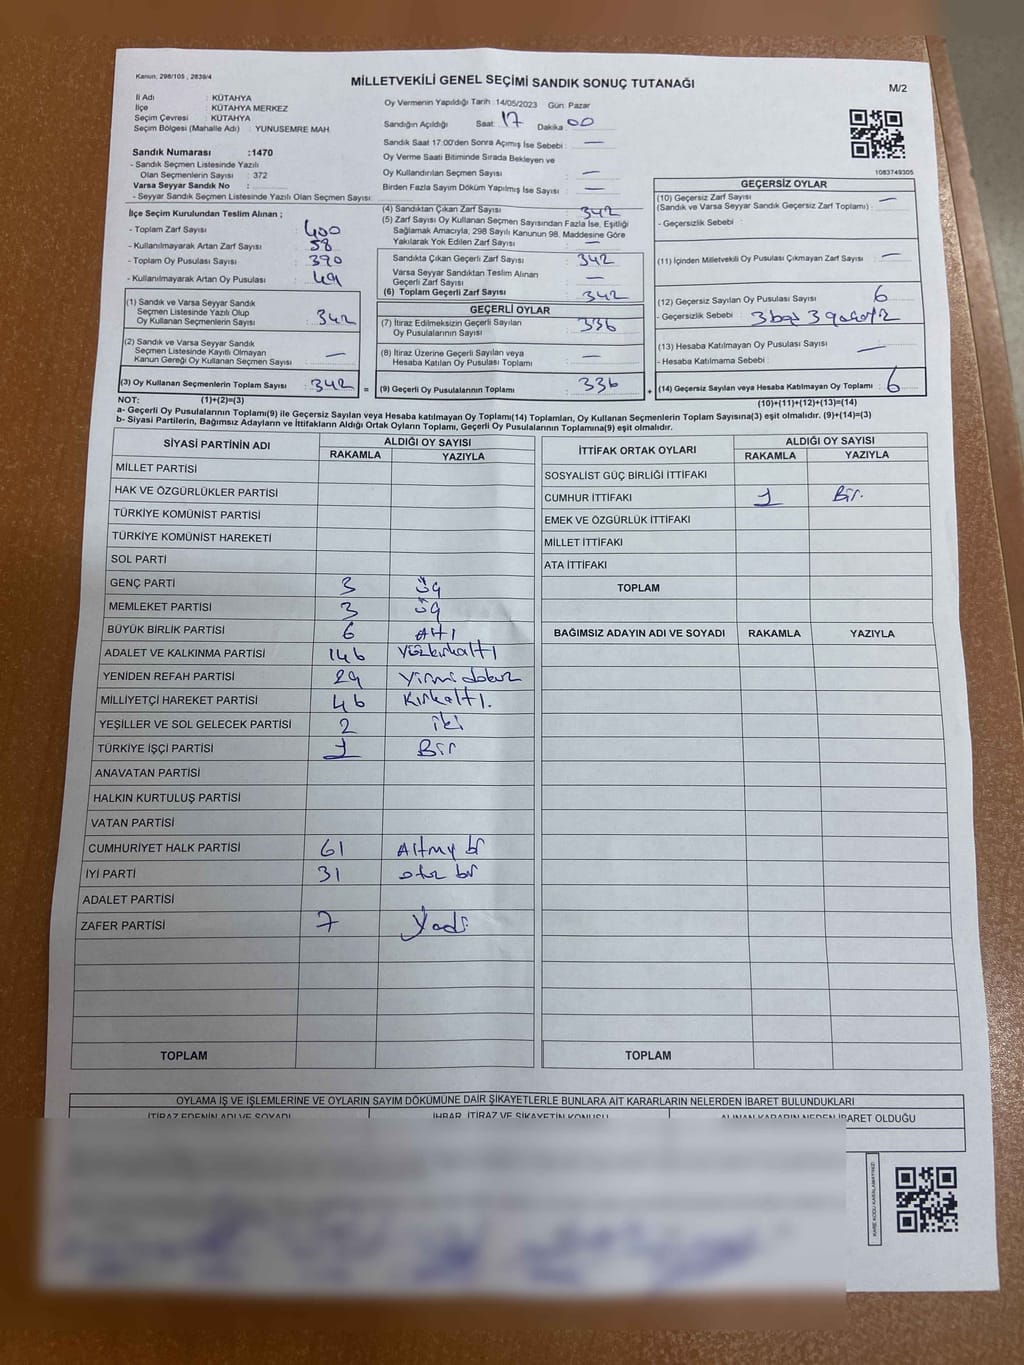 Kanun; 298/105 , 2839/4
MİLLETVEKİLİ GENEL SEÇİMİ SANDIK SONUÇ TUTANAĞI
M/2
İl Adı : KÜTAHYA
İlçe : KÜTAHYA MERKEZ
Seçim Çevresi : KÜTAHYA
Seçim Bölgesi (Mahalle Adı) : YUNUSEMRE MAH.
Sandık Numarası :1470
- Sandık Seçmen Listesinde Yazılı
Olan Seçmenlerin Sayısı : 372
Varsa Seyyar Sandık No :
- Seyyar Sandık Seçmen Listesinde Yazılı Olan Seçmen Sayısı:
Oy Vermenin Yapıldığı Tarih :14/05/2023 Gün: Pazar
Sandığın Açıldığı Saat: 17 Dakika 00
Sandık Saat 17:00'den Sonra Açımış İse Sebebi : —
Oy Verme Saati Bitiminde Sırada Bekleyen ve
Oy Kullandırılan Seçmen Sayısı : —
Birden Fazla Sayım Döküm Yapılmış İse Sayısı : —
1083749305
İlçe Seçim Kurulundan Teslim Alınan ;
- Toplam Zarf Sayısı : 400
- Kullanılmayarak Artan Zarf Sayısı : 58
- Toplam Oy Pusulası Sayısı : 390
- Kullanılmayarak Artan Oy Pusulası : 49
(1) Sandık ve Varsa Seyyar Sandık
Seçmen Listesinde Yazılı Olup
Oy Kullanan Seçmenlerin Sayısı : 342
(2) Sandık ve Varsa Seyyar Sandık
Seçmen Listesinde Kayıtlı Olmayan
Kanun Gereği Oy Kullanan Seçmen Sayısı : —
(3) Oy Kullanan Seçmenlerin Toplam Sayısı : 342 =
(4) Sandıktan Çıkan Zarf Sayısı : 342
(5) Zarf Sayısı Oy Kullanan Seçmen Sayısından Fazla İse, Eşitliği
Sağlamak Amacıyla, 298 Sayılı Kanunun 98. Maddesine Göre
Yakılarak Yok Edilen Zarf Sayısı : —
Sandıkta Çıkan Geçerli Zarf Sayısı : 342
Varsa Seyyar Sandıktan Teslim Alınan
Geçerli Zarf Sayısı : —
(6) Toplam Geçerli Zarf Sayısı : 342
GEÇERLİ OYLAR
(7) İtiraz Edilmeksizin Geçerli Sayılan
Oy Pusulalarının Sayısı : 336
(8) İtiraz Üzerine Geçerli Sayılan veya
Hesaba Katılan Oy Pusulası Toplamı : —
(9) Geçerli Oy Pusulalarının Toplamı : 336 +
GEÇERSİZ OYLAR
(10) Geçersiz Zarf Sayısı : —
(Sandık ve Varsa Seyyar Sandık Geçersiz Zarf Toplamı) :
- Geçersizlik Sebebi :
(11) İçinden Milletvekili Oy Pusulası Çıkmayan Zarf Sayısı : —
(12) Geçersiz Sayılan Oy Pusulası Sayısı : 6
- Geçersizlik Sebebi : 3 boş 3
(13) Hesaba Katılmayan Oy Pusulası Sayısı : —
- Hesaba Katılmama Sebebi :
(14) Geçersiz Sayılan veya Hesaba Katılmayan Oy Toplamı : 6
NOT: (1)+(2)=(3)
(10)+(11)+(12)+(13)=(14)
a- Geçerli Oy Pusulalarının Toplamı(9) ile Geçersiz Sayılan veya Hesaba katılmayan Oy Toplamı(14) Toplamları, Oy Kullanan Seçmenlerin Toplam Sayısına(3) eşit olmalıdır. (9)+(14)=(3)
b- Siyasi Partilerin, Bağımsız Adayların ve İttifakların Aldığı Ortak Oyların Toplamı, Geçerli Oy Pusulalarının Toplamına(9) eşit olmalıdır.
SİYASİ PARTİNİN ADI ALDIĞI OY SAYISI
RAKAMLA YAZIYLA
MİLLET PARTİSİ
HAK VE ÖZGÜRLÜKLER PARTİSİ
TÜRKİYE KOMÜNİST PARTİSİ
TÜRKİYE KOMÜNİST HAREKETİ
SOL PARTİ
GENÇ PARTİ 3 Üç
MEMLEKET PARTİSİ 3 Üç
BÜYÜK BİRLİK PARTİSİ 6 Altı
ADALET VE KALKINMA PARTİSİ 146 Yüzkırkaltı
YENİDEN REFAH PARTİSİ 29 Yirmidokuz
MİLLİYETÇİ HAREKET PARTİSİ 46 Kırkaltı.
YEŞİLLER VE SOL GELECEK PARTİSİ 2 iki
TÜRKİYE İŞÇİ PARTİSİ 1 Bir
ANAVATAN PARTİSİ
HALKIN KURTULUŞ PARTİSİ
VATAN PARTİSİ
CUMHURİYET HALK PARTİSİ 61 Altmış bir
İYİ PARTİ 31 otuz bir
ADALET PARTİSİ
ZAFER PARTİSİ 7 Yedi
TOPLAM
İTTİFAK ORTAK OYLARI ALDIĞI OY SAYISI
RAKAMLA YAZIYLA
SOSYALİST GÜÇ BİRLİĞİ İTTİFAKI
CUMHUR İTTİFAKI 1 Bir.
EMEK VE ÖZGÜRLÜK İTTİFAKI
MİLLET İTTİFAKI
ATA İTTİFAKI
TOPLAM
BAĞIMSIZ ADAYIN ADI VE SOYADI RAKAMLA YAZIYLA
TOPLAM
OYLAMA İŞ VE İŞLEMLERİNE VE OYLARIN SAYIM DÖKÜMÜNE DAİR ŞİKAYETLERLE BUNLARA AİT KARARLARIN NELERDEN İBARET BULUNDUKLARI
İTİRAZ EDENİN ADI VE SOYADI İHBAR, İTİRAZ VE ŞİKAYETİN KONUSU ALINAN KARARIN NEDEN İBARET OLDUĞU
KARE KODU KARALAMAYINIZ!